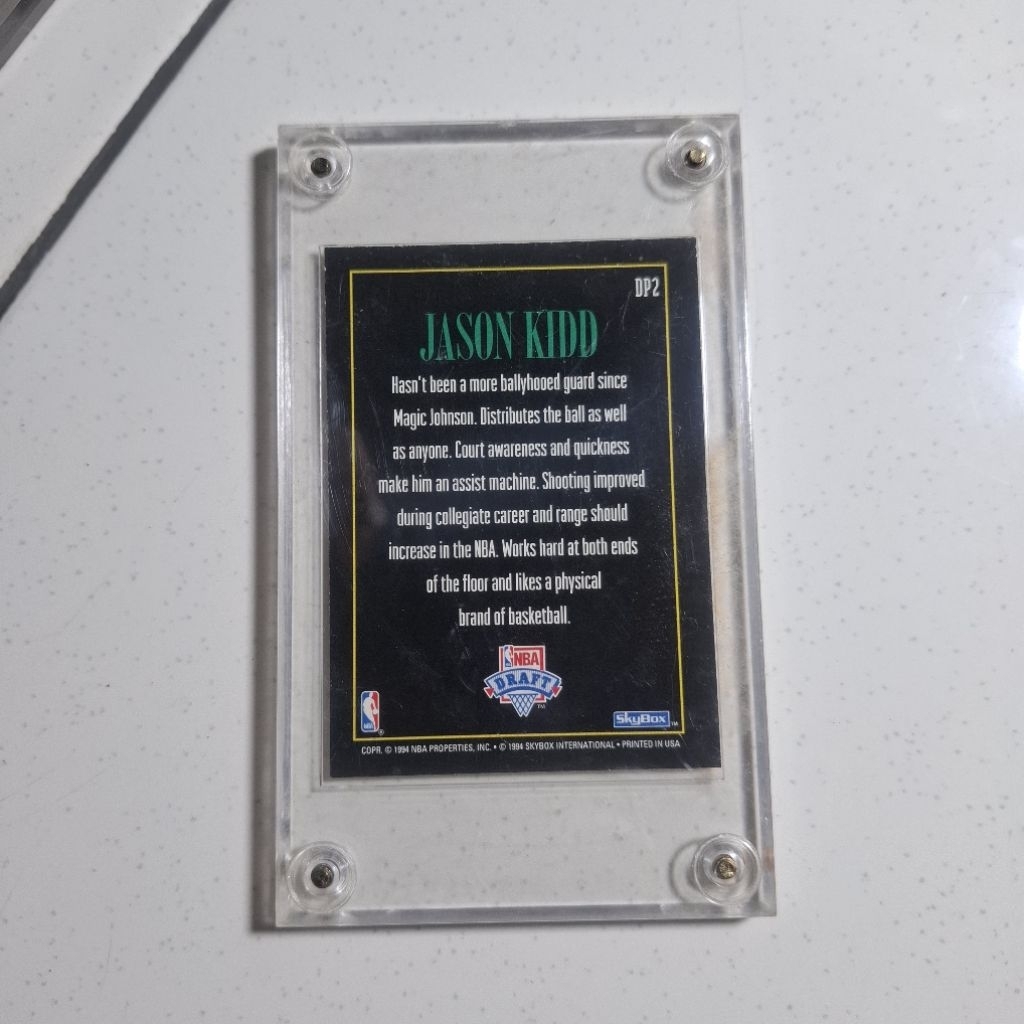 DP2
JASON KIDD
Hasn't been a more ballyhooed guard since
Magic Johnson. Distributes the ball as well
as anyone. Court awareness and quickness
make him an assist machine. Shooting improved
during collegiate career and range should
increase in the NBA. Works hard at both ends
of the floor and likes a physical
brand of basketball.
NBA
DRAFT™
NBA ®
SkyBox™
COPR. © 1994 NBA PROPERTIES, INC. • © 1994 SKYBOX INTERNATIONAL • PRINTED IN USA